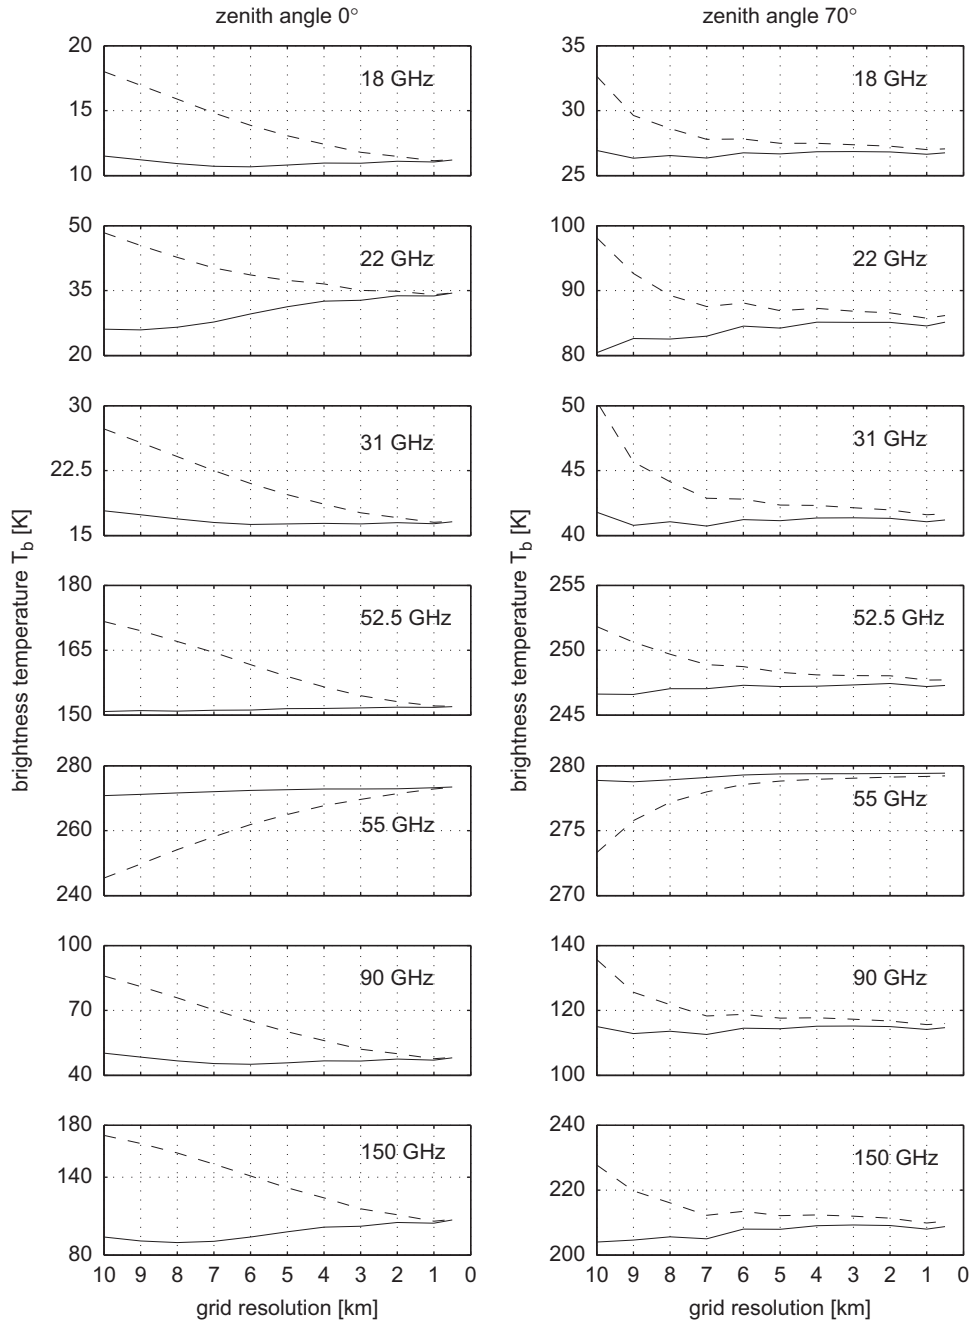 zenith angle 0°
20
15
10
18 GHz
50
35
20
22 GHz
30
22.5
15
31 GHz
180
165
150
52.5 GHz
280
260
240
55 GHz
100
70
40
90 GHz
180
140
80
150 GHz
10 9 8 7 6 5 4 3 2 1 0
grid resolution [km]
brightness temperature T_b [K]
zenith angle 70°
35
30
25
18 GHz
100
90
80
22 GHz
50
45
40
31 GHz
255
250
245
52.5 GHz
280
275
270
55 GHz
140
120
100
90 GHz
240
220
200
150 GHz
10 9 8 7 6 5 4 3 2 1 0
grid resolution [km]
brightness temperature T_b [K]